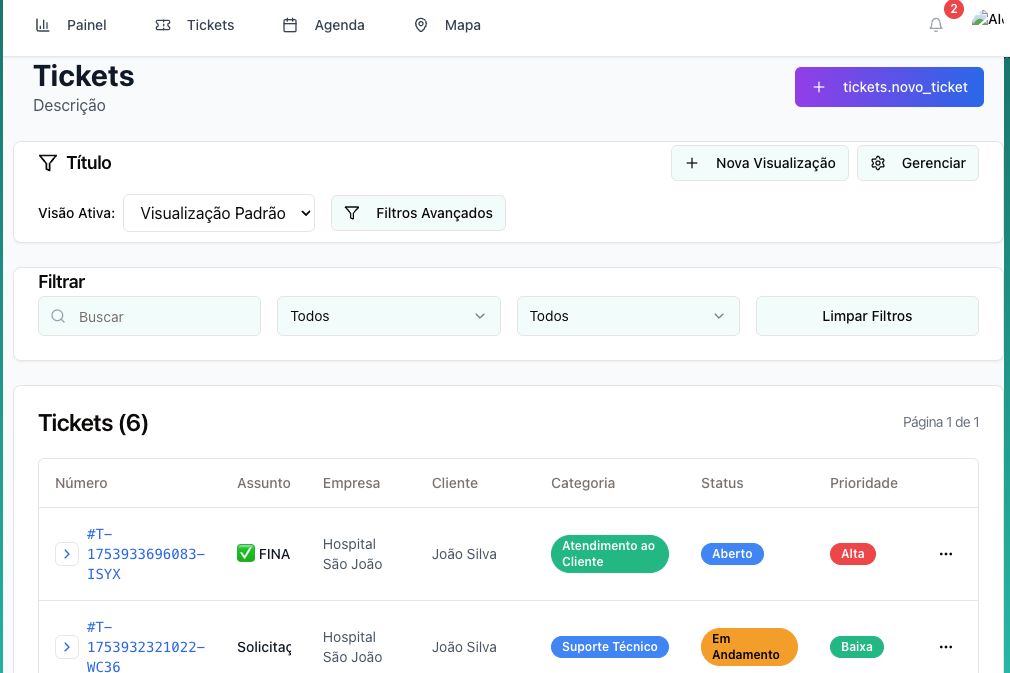 Painel Tickets Agenda Mapa 2
Tickets + tickets.novo_ticket
Descrição
Título + Nova Visualização Gerenciar
Visão Ativa: Visualização Padrão Filtros Avançados
Filtrar
Buscar Todos Todos Limpar Filtros
Tickets (6) Página 1 de 1
Número Assunto Empresa Cliente Categoria Status Prioridade
#T-
1753933696083-
ISYX
✅ FINA
Hospital
São João
João Silva
Atendimento ao
Cliente
Aberto
Alta
...
#T-
1753932321022-
WC36
Hospital
São João
João Silva
Suporte Técnico
Em
Andamento
Baixa
...